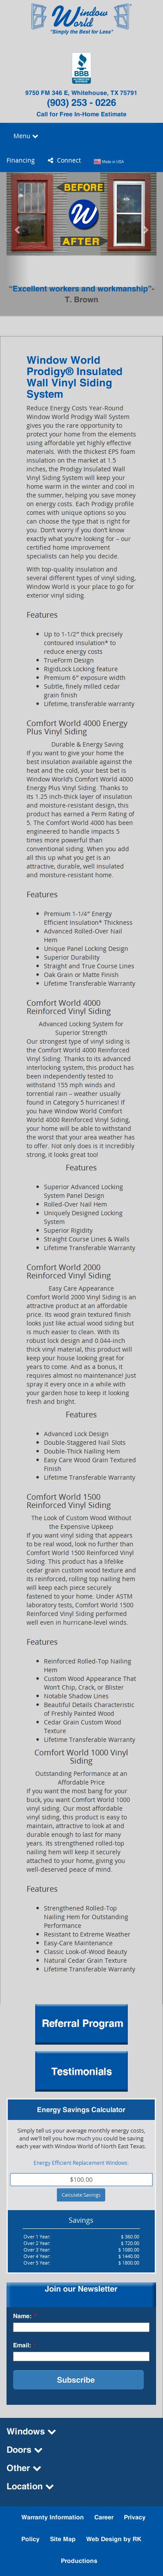 Window
World
"Simply the Best for Less"
BBB
9750 FM 346 E, Whitehouse, TX 75791
(903) 253 - 0226
Call for Free In-Home Estimate
Menu
Financing
Connect
Made in USA
BEFORE
W
AFTER
"Excellent workers and workmanship"-
T. Brown
Window World
Prodigy® Insulated
Wall Vinyl Siding
System
Reduce Energy Costs Year-Round
Window World Prodigy Wall System
gives you the rare opportunity to
protect your home from the elements
using affordable yet highly effective
materials. With the thickest EPS foam
insulation on the market at 1.5
inches, the Prodigy Insulated Wall
Vinyl Siding System will keep your
home warm in the winter and cool in
the summer, helping you save money
on energy costs. Each Prodigy profile
comes with unique options so you
can choose the type that is right for
you. Don't worry if you don't know
exactly what you're looking for – our
certified home improvement
specialists can help you decide.
With top-quality insulation and
several different types of vinyl siding,
Window World is your one stop for
exterior vinyl siding.
Features
Up to 1-1/2" thick precisely
contoured insulation* to
reduce energy costs
TrueForm Design
RigidLock Locking feature
Premium 6" exposure width
Subtle, finely milled cedar
grain finish
Lifetime, transferable warranty
Comfort World 4000 Energy
Plus Vinyl Siding
Durable & Energy Saving
If you want to give your home the
best insulation available against the
heat and the cold, your best bet is
Window World's Comfort World 4000
Energy Plus Vinyl Siding. Thanks to
its 1.25 inch-thick layer of insulation
and moisture-resistant design, this
product has earned a Perm Rating of
5. The Comfort World 4000 has been
engineered to handle impacts 5
times more powerful than
conventional siding. When you add
all this up what you get is an
attractive, durable, well insulated
and moisture-resistant home.
Features
Premium 1-1/4" Energy
Efficient Insulation* Thickness
Advanced Rolled-Over Nail
Hem
Unique Panel Locking Design
Superior Durability
Straight and True Course Lines
Oak Grain or Matte Finish
Lifetime Transferable Warranty
Comfort World 4000
Reinforced Vinyl Siding
Advanced Locking System for
Superior Strength
Our strongest type of vinyl siding is
the Comfort World 4000 Reinforced
Vinyl Siding. Thanks to its advanced
interlocking system, this product has
been independently tested to
withstand 155 mph winds and
torrential rain – weather usually
found in Category 5 hurricanes! If
you have Window World Comfort
World 4000 Reinforced Vinyl Siding,
your home will be able to withstand
the worst that your area weather has
to offer. Not only does is it incredibly
strong, it looks great too!
Features
Superior Advanced Locking
System Panel Design
Rolled-Over Nail Hem
Uniquely Designed Locking
System
Superior Rigidity
Straight Course Lines & Walls
Lifetime Transferable Warranty
Comfort World 2000
Reinforced Vinyl Siding
Easy Care Appearance
Comfort World 2000 Vinyl Siding is an
attractive product at an affordable
price. Its wood grain textured finish
looks just like actual wood siding but
is much easier to clean. With its
robust lock design and 0.044-inch
thick vinyl material, this product will
keep your house looking great for
years to come. And as a bonus, it
requires almost no maintenance! Just
spray it every once in a while with
your garden hose to keep it looking
fresh and bright.
Features
Advanced Lock Design
Double-Staggered Nail Slots
Double-Thick Nailing Hem
Easy Care Wood Grain Textured
Finish
Lifetime Transferable Warranty
Comfort World 1500
Reinforced Vinyl Siding
The Look of Custom Wood Without
the Expensive Upkeep
If you want vinyl siding that appears
to be real wood, look no further than
Comfort World 1500 Reinforced Vinyl
Siding. This product has a lifelike
cedar grain custom wood texture and
its reinforced, rolling top nailing hem
will keep each piece securely
fastened to your home. Under ASTM
laboratory tests, Comfort World 1500
Reinforced Vinyl Siding performed
well even in hurricane-level winds.
Features
Reinforced Rolled-Top Nailing
Hem
Custom Wood Appearance That
Won't Chip, Crack, or Blister
Notable Shadow Lines
Beautiful Details Characteristic
of Freshly Painted Wood
Cedar Grain Custom Wood
Texture
Lifetime Transferable Warranty
Comfort World 1000 Vinyl
Siding
Outstanding Performance at an
Affordable Price
If you want the most bang for your
buck, you want Comfort World 1000
vinyl siding. Our most affordable
vinyl siding, this product is easy to
maintain, attractive to look at and
durable enough to last for many
years. Its strengthened rolled-top
nailing hem will keep it securely
attached to your home, giving you
well-deserved peace of mind.
Features
Strengthened Rolled-Top
Nailing Hem for Outstanding
Performance
Resistant to Extreme Weather
Easy-Care Maintenance
Classic Look-of-Wood Beauty
Natural Cedar Grain Texture
Lifetime Transferable Warranty
Referral Program
Testimonials
Energy Savings Calculator
Simply tell us your avarage monthly energy costs,
and we'll tell you how much you could be saving
each year with Window World of North East Texas.
Energy Efficient Replacement Windows:
$100.00
Calculate Savings
Savings
Over 1 Year: $ 360.00
Over 2 Year: $ 720.00
Over 3 Year: $ 1080.00
Over 4 Year: $ 1440.00
Over 5 Year: $ 1800.00
Join our Newsletter
Name: *
Email:
Subscribe
Windows
Doors
Other
Location
Warranty Information Career Privacy
Policy Site Map Web Design by RK
Productions